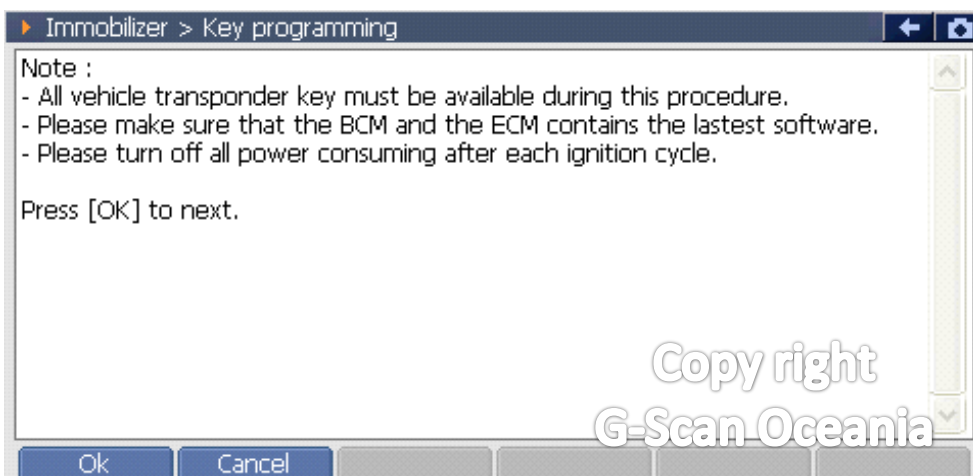 Immobilizer > Key programming
Note :
- All vehicle transponder key must be available during this procedure.
- Please make sure that the BCM and the ECM contains the lastest software.
- Please turn off all power consuming after each ignition cycle.
Press [OK] to next.
Copy right
G-Scan Oceania
Ok Cancel